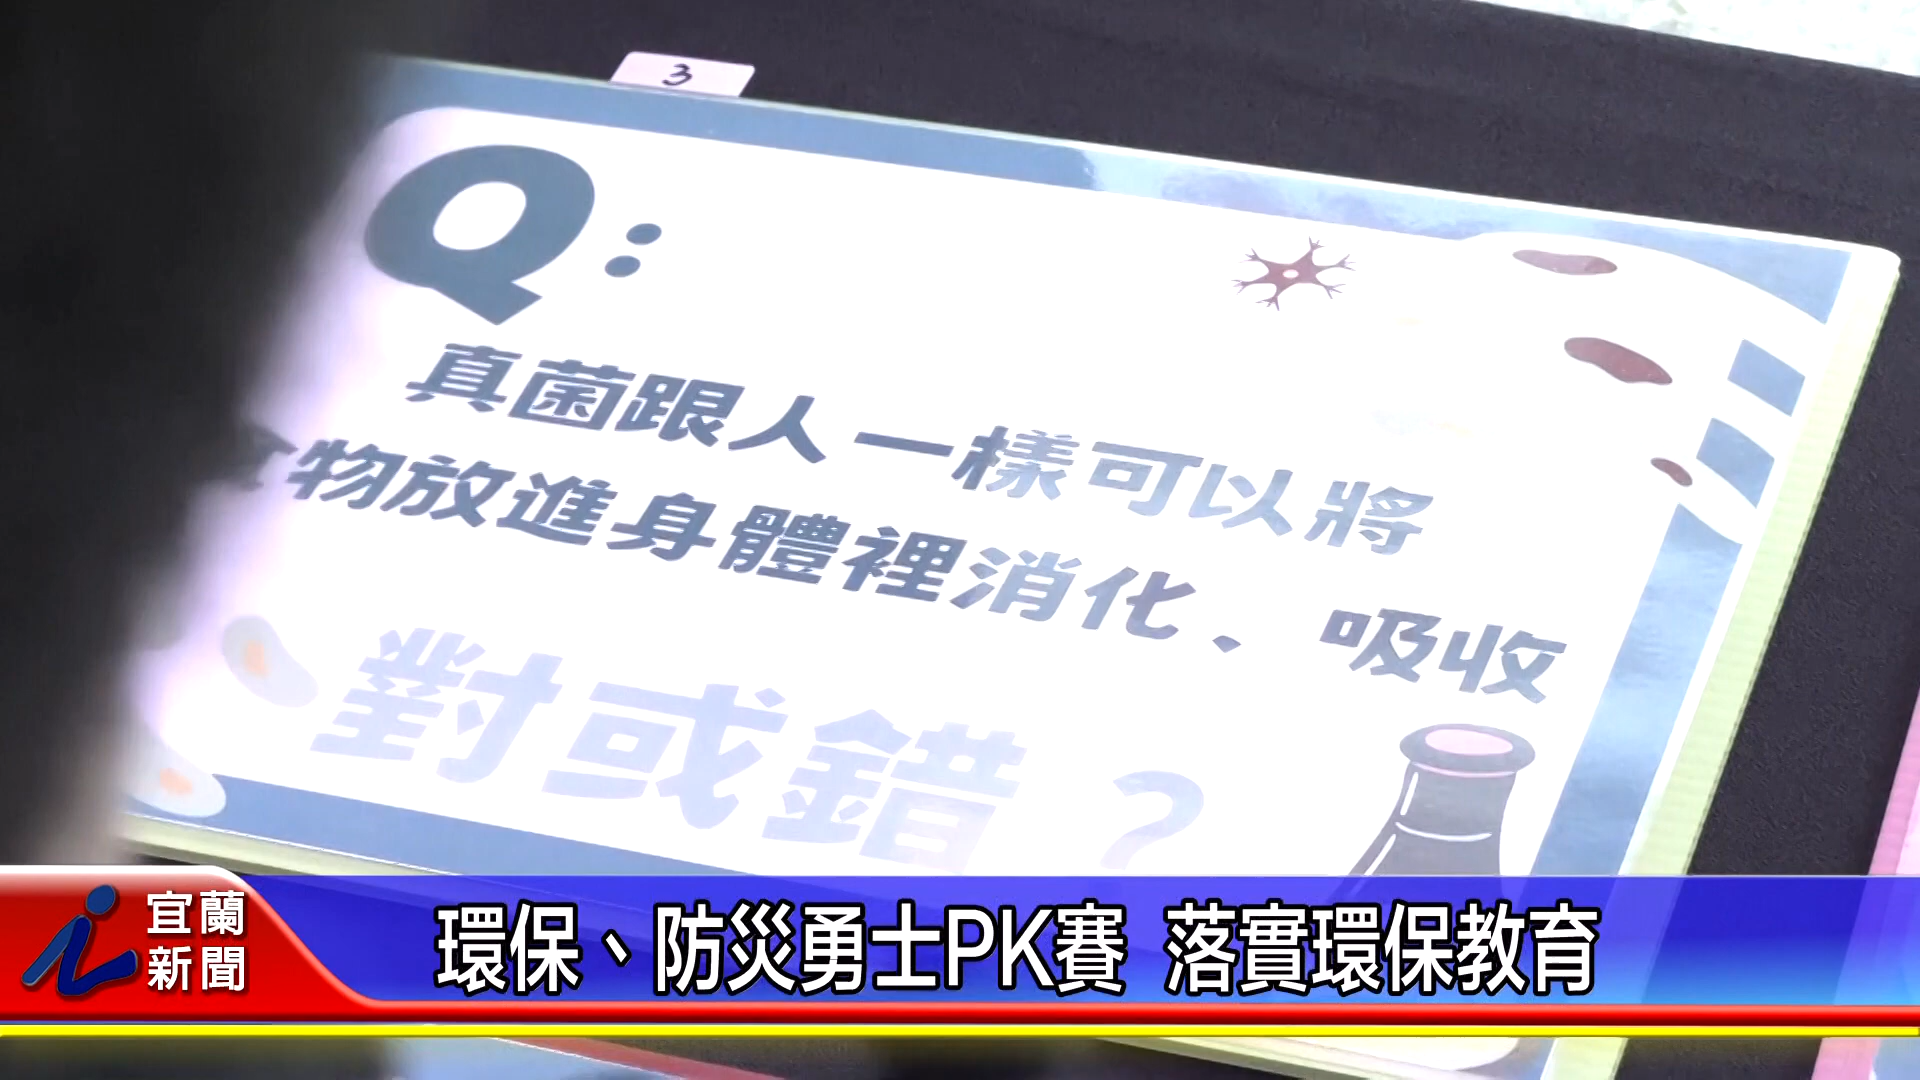 3
Q:
真菌跟人一樣可以將
物放進身體裡消化.吸收
對或錯?
宜蘭
新聞
環保、防災勇士PK賽 落實環保教育